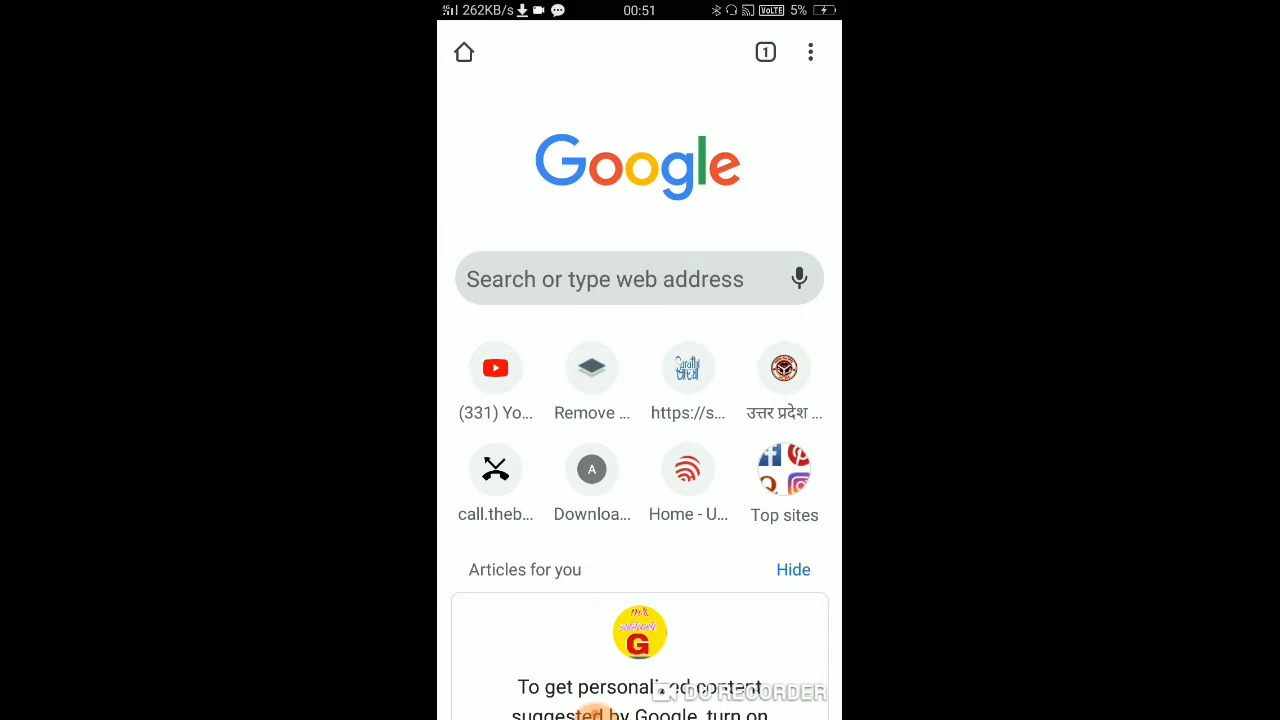 4G 262KB/s 00:51 VoLTE 5%
1
Google
Search or type web address
(331) Yo... Remove ... https://s... उत्तर प्रदेश ...
A
call.theb... Downloa... Home - U... Top sites
Articles for you Hide
G
To get personalized content
DU RECORDER
suggested by Google, turn on